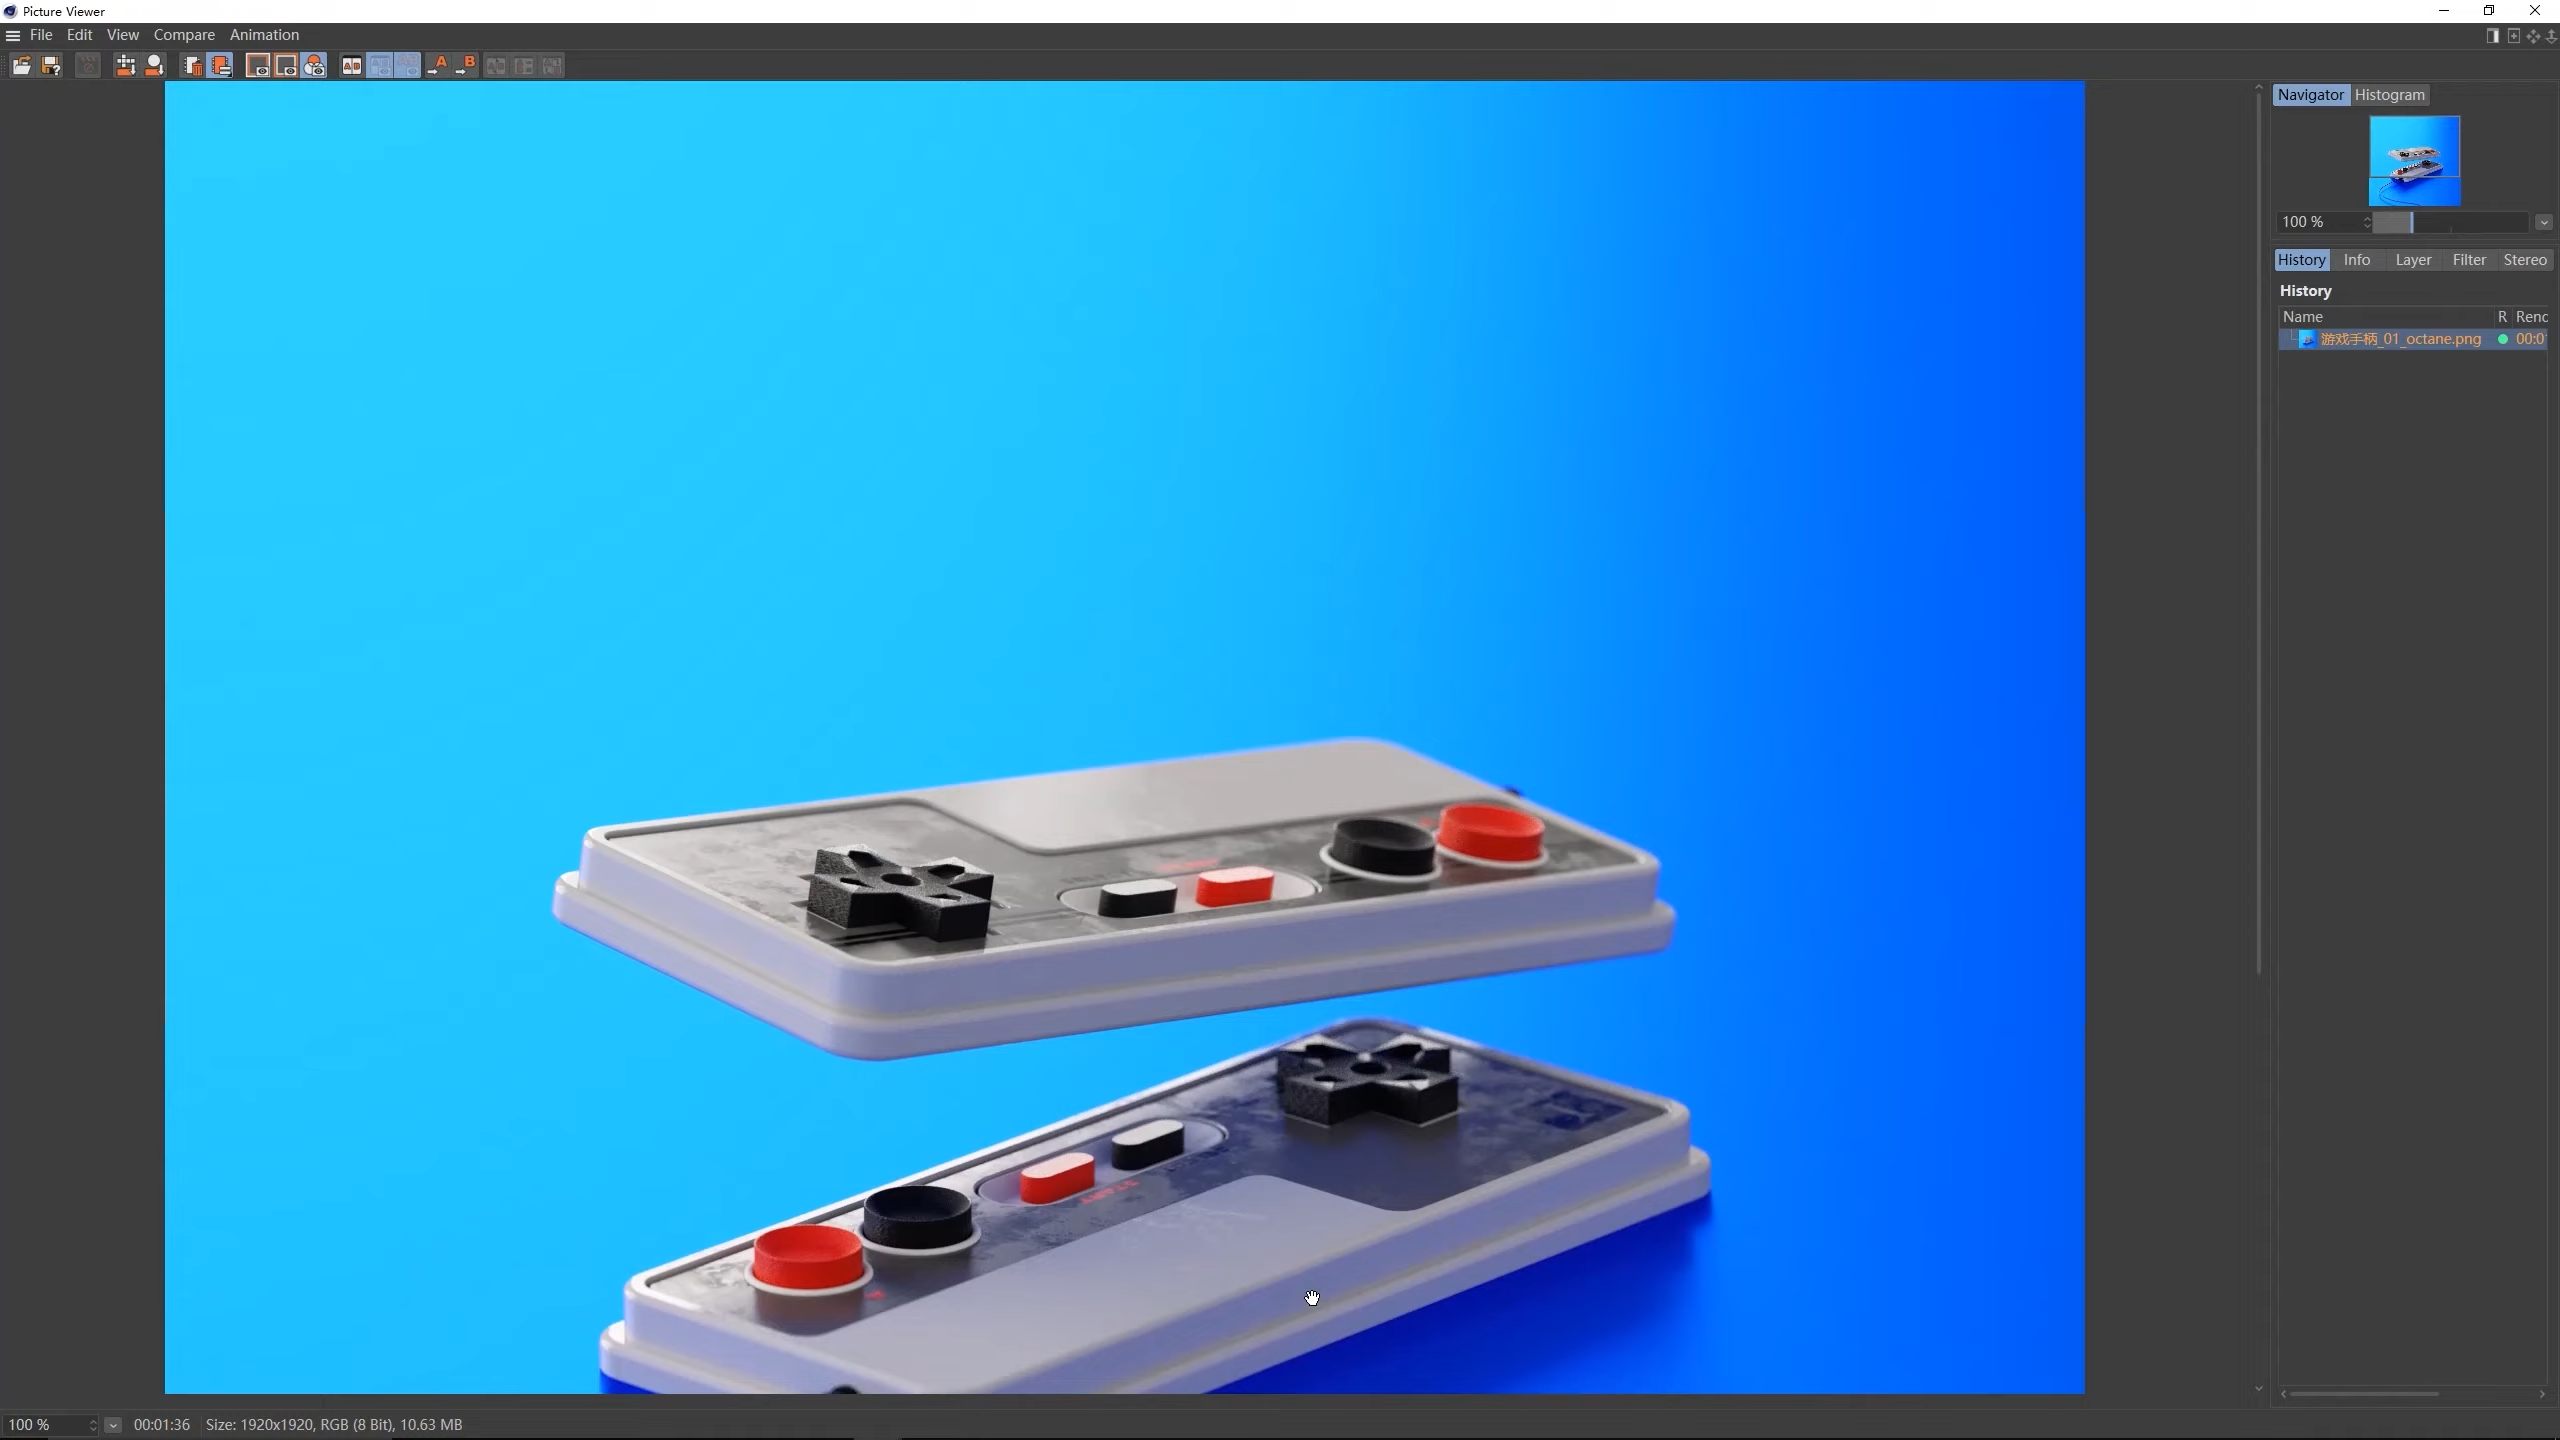 Picture Viewer
File Edit View Compare Animation
Navigator Histogram
100 %
History Info Layer Filter Stereo
History
Name R Renc
游戏手柄_01_octane.png 00:0
START
A
100 % 00:01:36 Size: 1920x1920, RGB (8 Bit), 10.63 MB